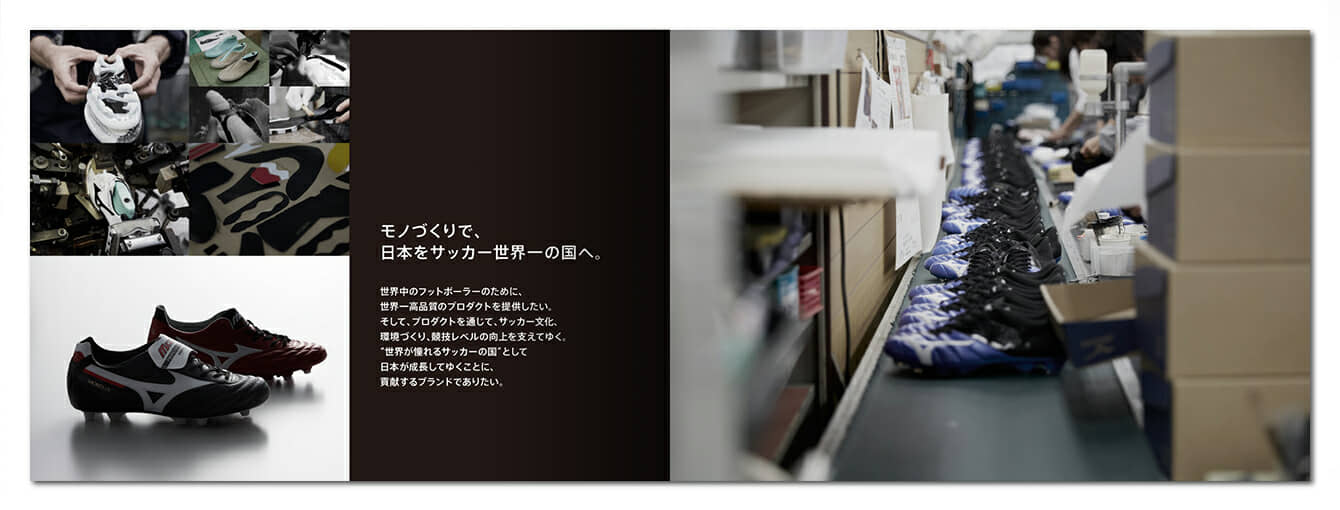 モノづくりで、
日本をサッカー世界一の国へ。
世界中のフットボーラーのために、
世界一高品質のプロダクトを提供したい。
そして、プロダクトを通じて、サッカー文化、
環境づくり、競技レベルの向上を支えてゆく。
“世界が憧れるサッカーの国”として
日本が成長してゆくことに、
貢献するブランドでありたい。